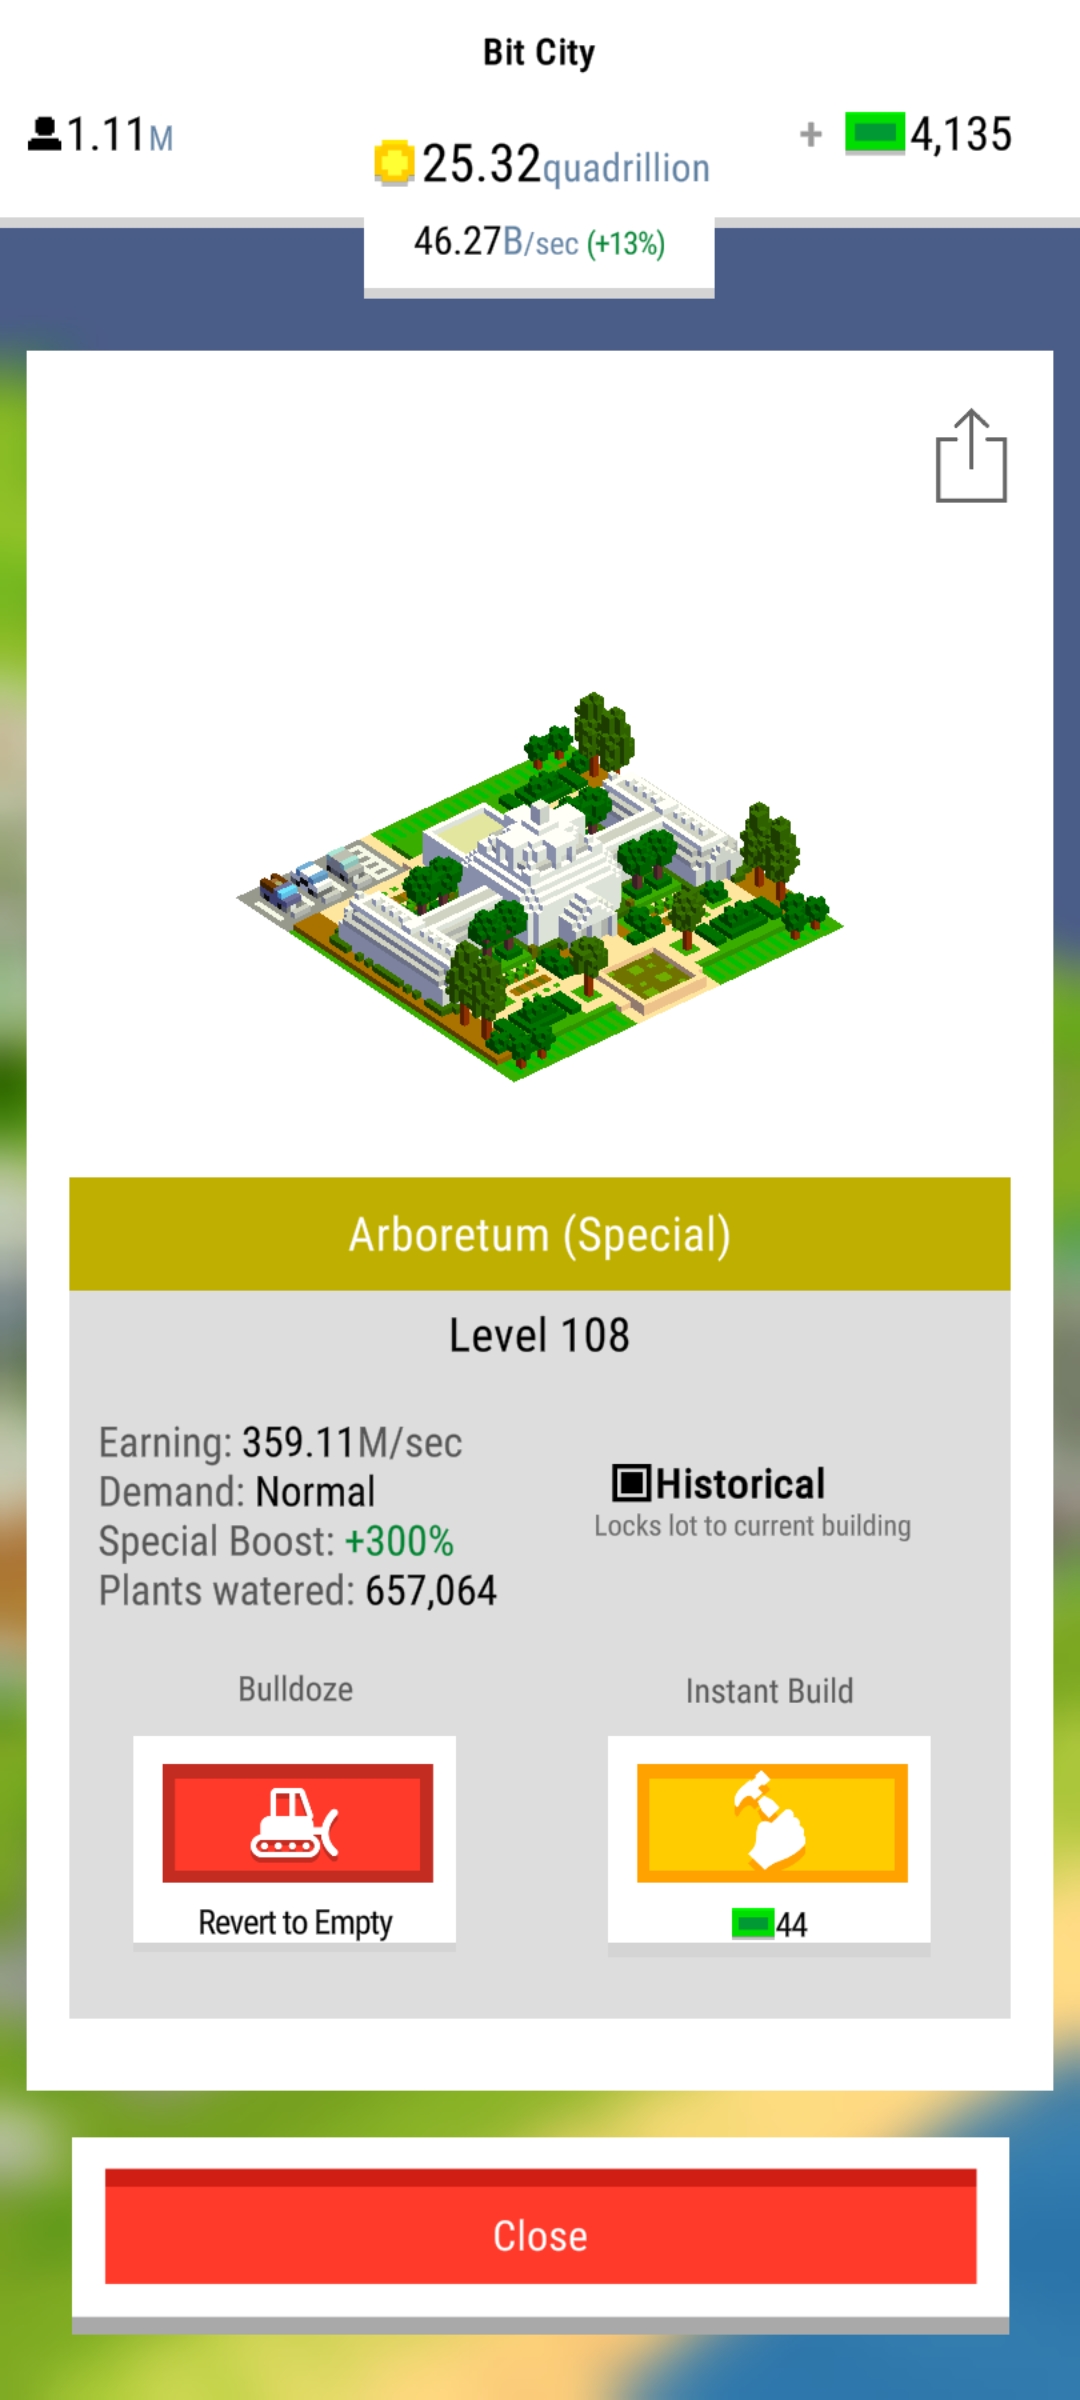 Bit City
1.11M
25.32quadrillion
+ 4,135
46.27B/sec (+13%)
Arboretum (Special)
Level 108
Earning: 359.11M/sec
Demand: Normal
Special Boost: +300%
Plants watered: 657,064
Historical
Locks lot to current building
Bulldoze
Instant Build
Revert to Empty
44
Close